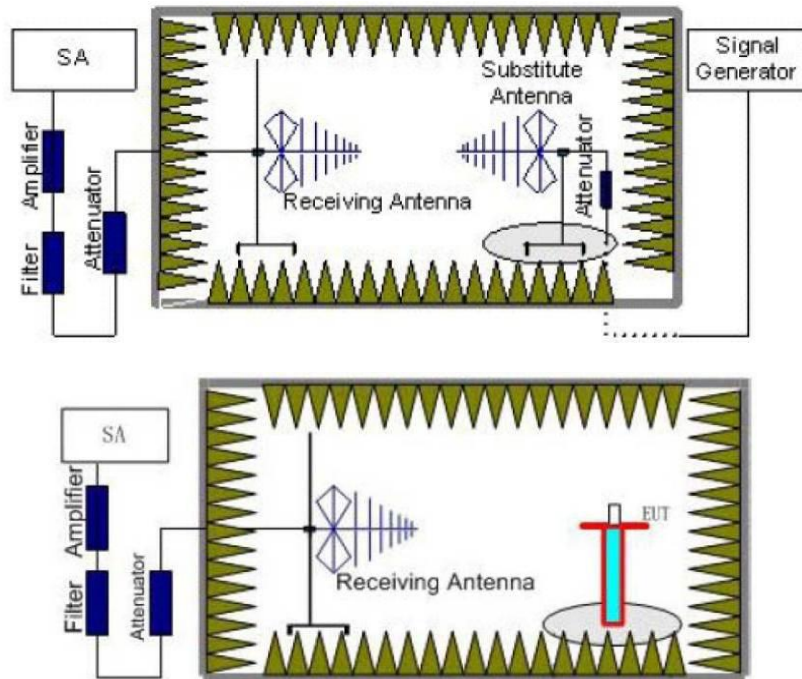 SA
Signal
Generator
Substitute
Antenna
Amplifier
Attenuator
Attenuator
Filter
Receiving Antenna
SA
Amplifier
EUT
Filter
Attenuator
Receiving Antenna